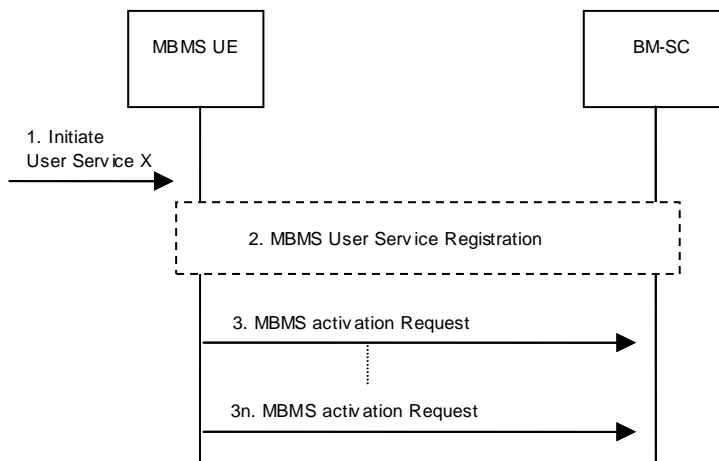 MBMS UE
BM-SC
1. Initiate
User Service X
2. MBMS User Service Registration
3. MBMS activation Request
3n. MBMS activation Request